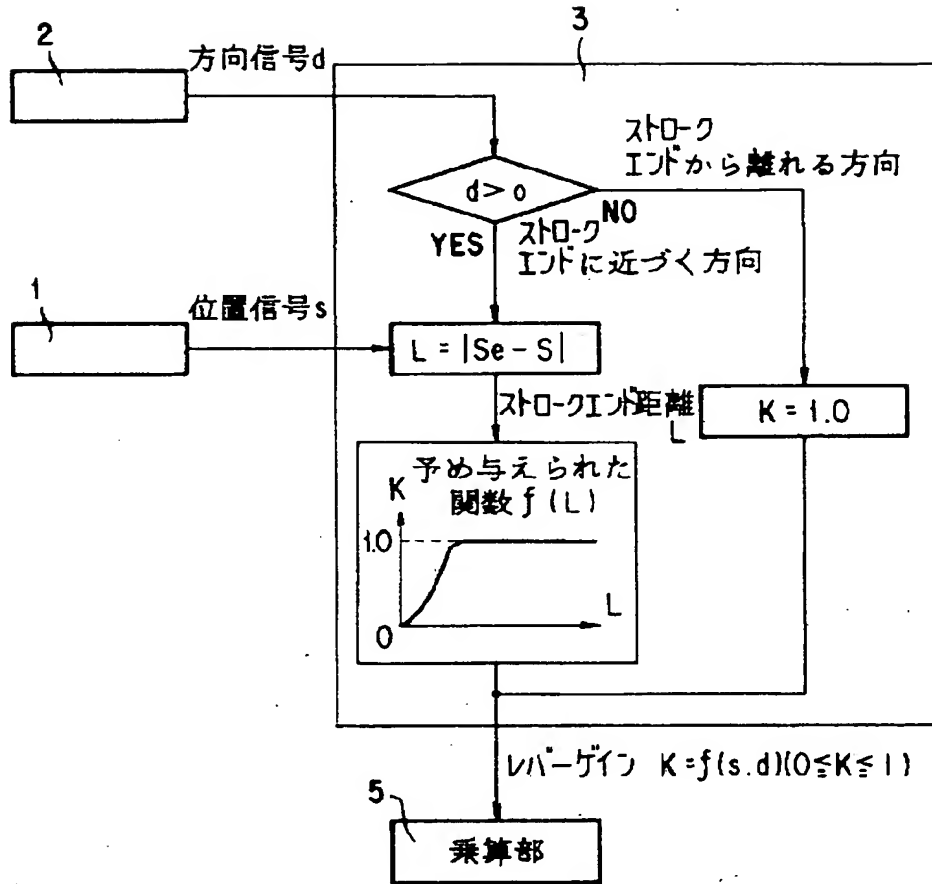 2
方向信号d
3
ストローク
エンドから離れる方向
d>o
NO
YES
ストローク
エンドに近づく方向
1
位置信号s
L=|Se-S|
ストロークエンド距離
L
K=1.0
予め与えられた
関数f(L)
K
1.0
L
0
レバーゲイン K=f(s.d)(0≦K≦1)
5
乗算部